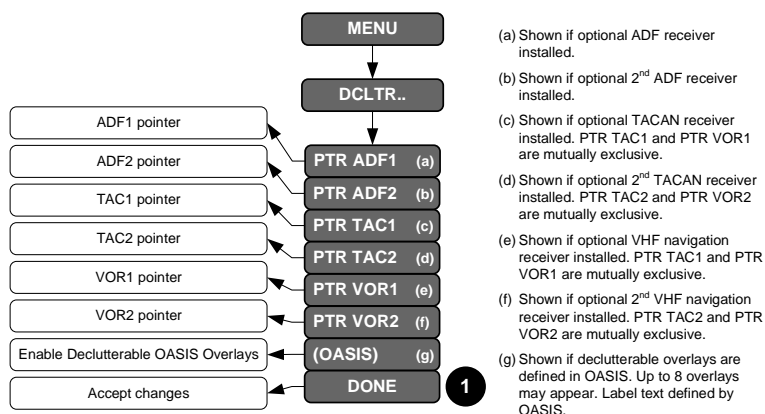 MENU
DCLTR..
ADF1 pointer
PTR ADF1 (a)
ADF2 pointer
PTR ADF2 (b)
TAC1 pointer
PTR TAC1 (c)
TAC2 pointer
PTR TAC2 (d)
VOR1 pointer
PTR VOR1 (e)
VOR2 pointer
PTR VOR2 (f)
Enable Declutterable OASIS Overlays
(OASIS) (g)
Accept changes
DONE
1
(a) Shown if optional ADF receiver
installed.
(b) Shown if optional 2nd ADF receiver
installed.
(c) Shown if optional TACAN receiver
installed. PTR TAC1 and PTR VOR1
are mutually exclusive.
(d) Shown if optional 2nd TACAN receiver
installed. PTR TAC2 and PTR VOR2
are mutually exclusive.
(e) Shown if optional VHF navigation
receiver installed. PTR TAC1 and PTR
VOR1 are mutually exclusive.
(f) Shown if optional 2nd VHF navigation
receiver installed. PTR TAC2 and PTR
VOR2 are mutually exclusive.
(g) Shown if declutterable overlays are
defined in OASIS. Up to 8 overlays
may appear. Label text defined by
OASIS.